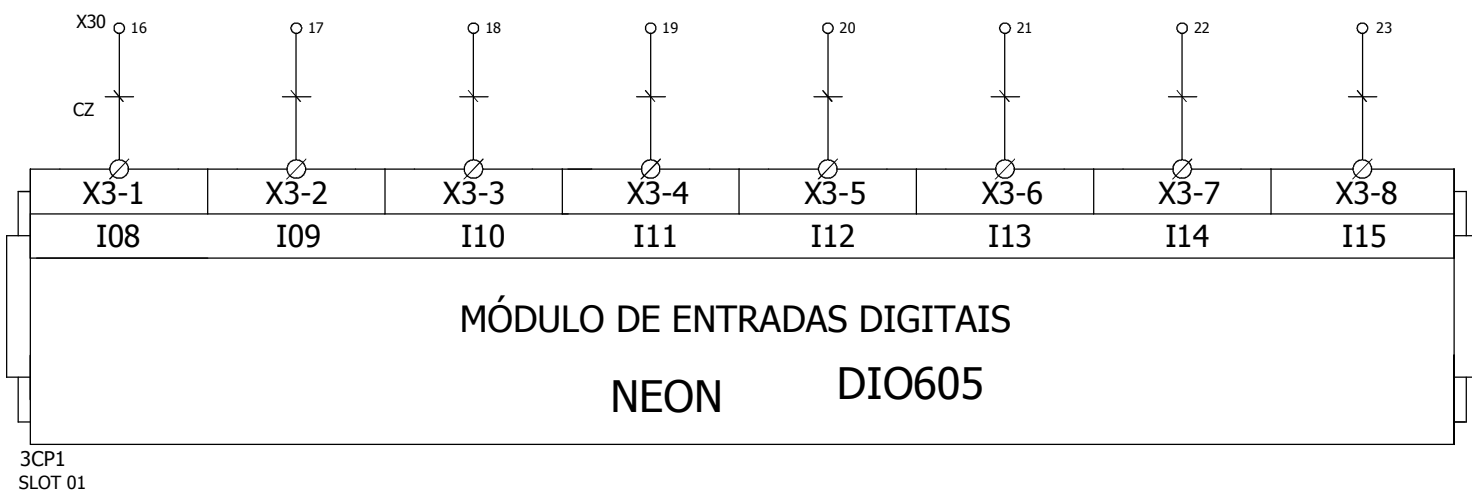 X30 16 17 18 19 20 21 22 23
CZ
X3-1 X3-2 X3-3 X3-4 X3-5 X3-6 X3-7 X3-8
I08 I09 I10 I11 I12 I13 I14 I15
MÓDULO DE ENTRADAS DIGITAIS
NEON DIO605
3CP1
SLOT 01